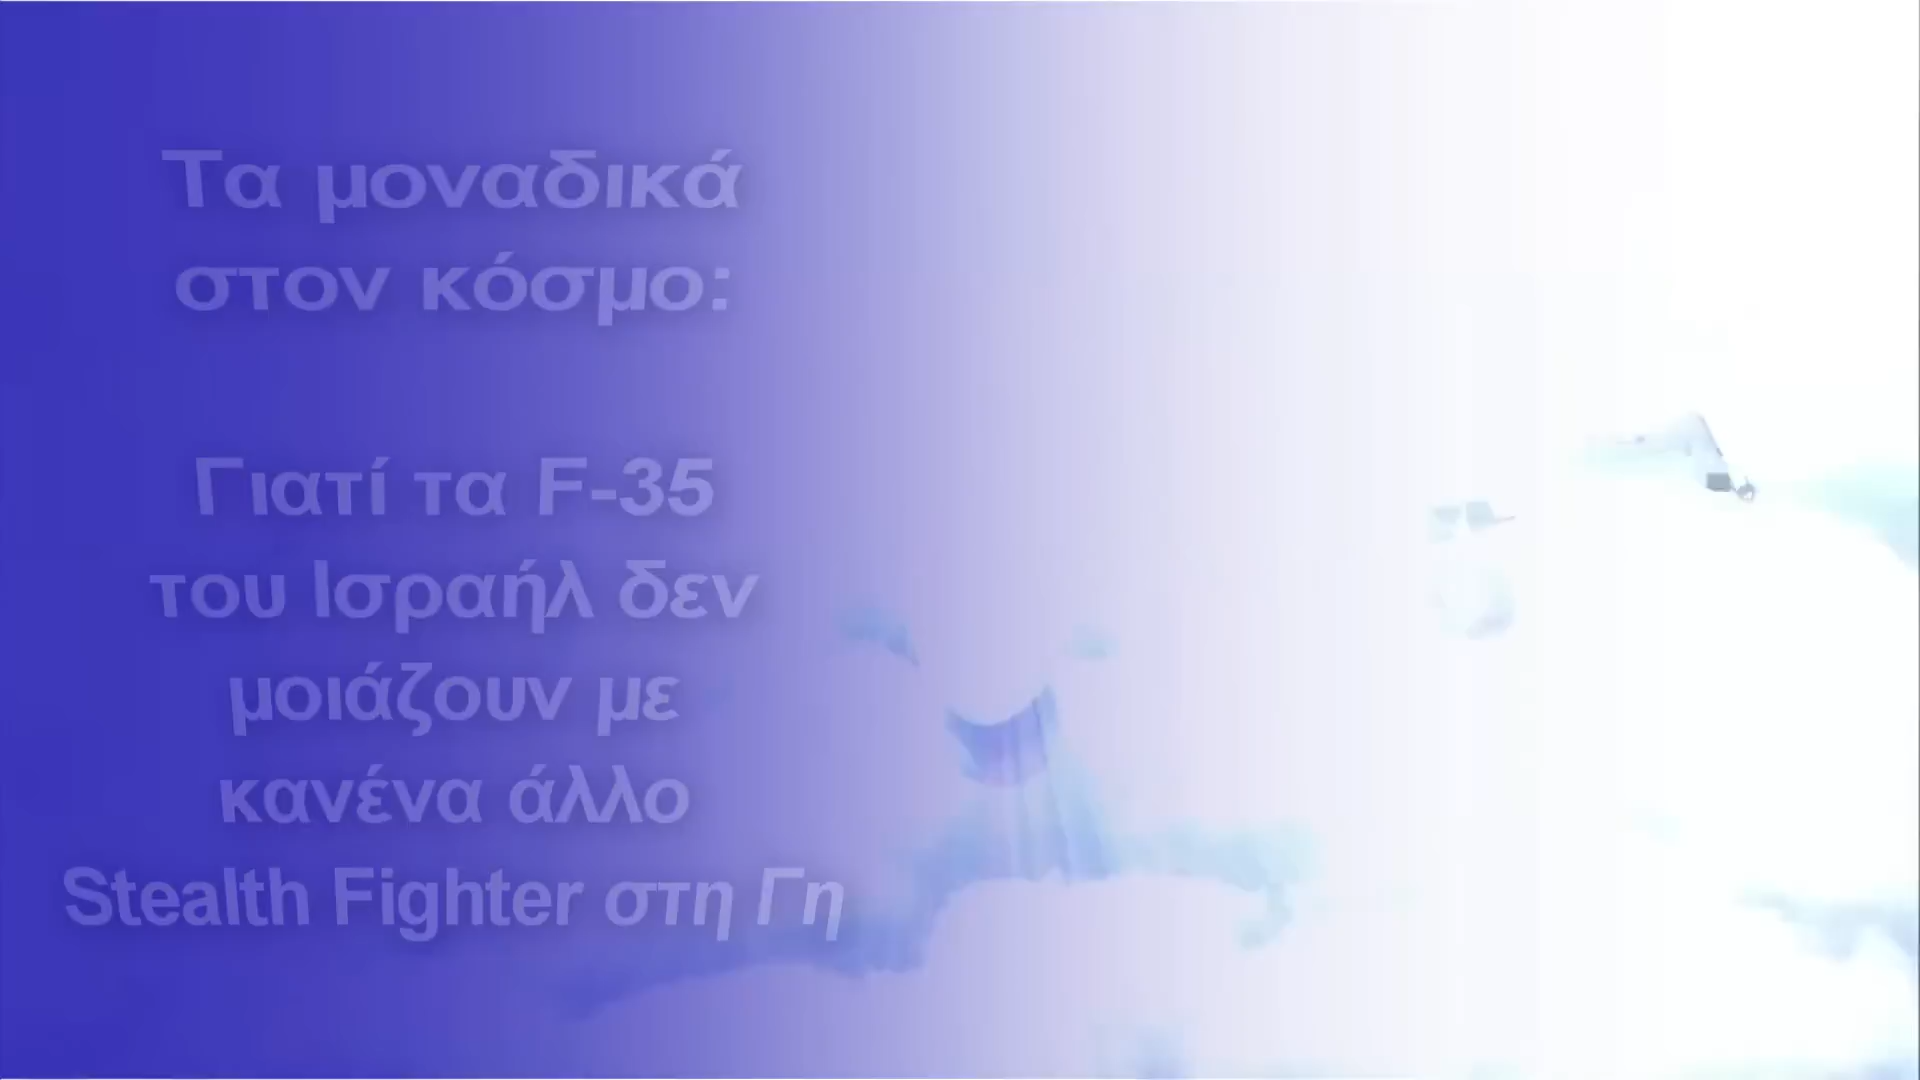 Τα μοναδικά
στον κόσμο:
Γιατί τα F-35
του Ισραήλ δεν
μοιάζουν με
κανένα άλλο
Stealth Fighter στη Γη